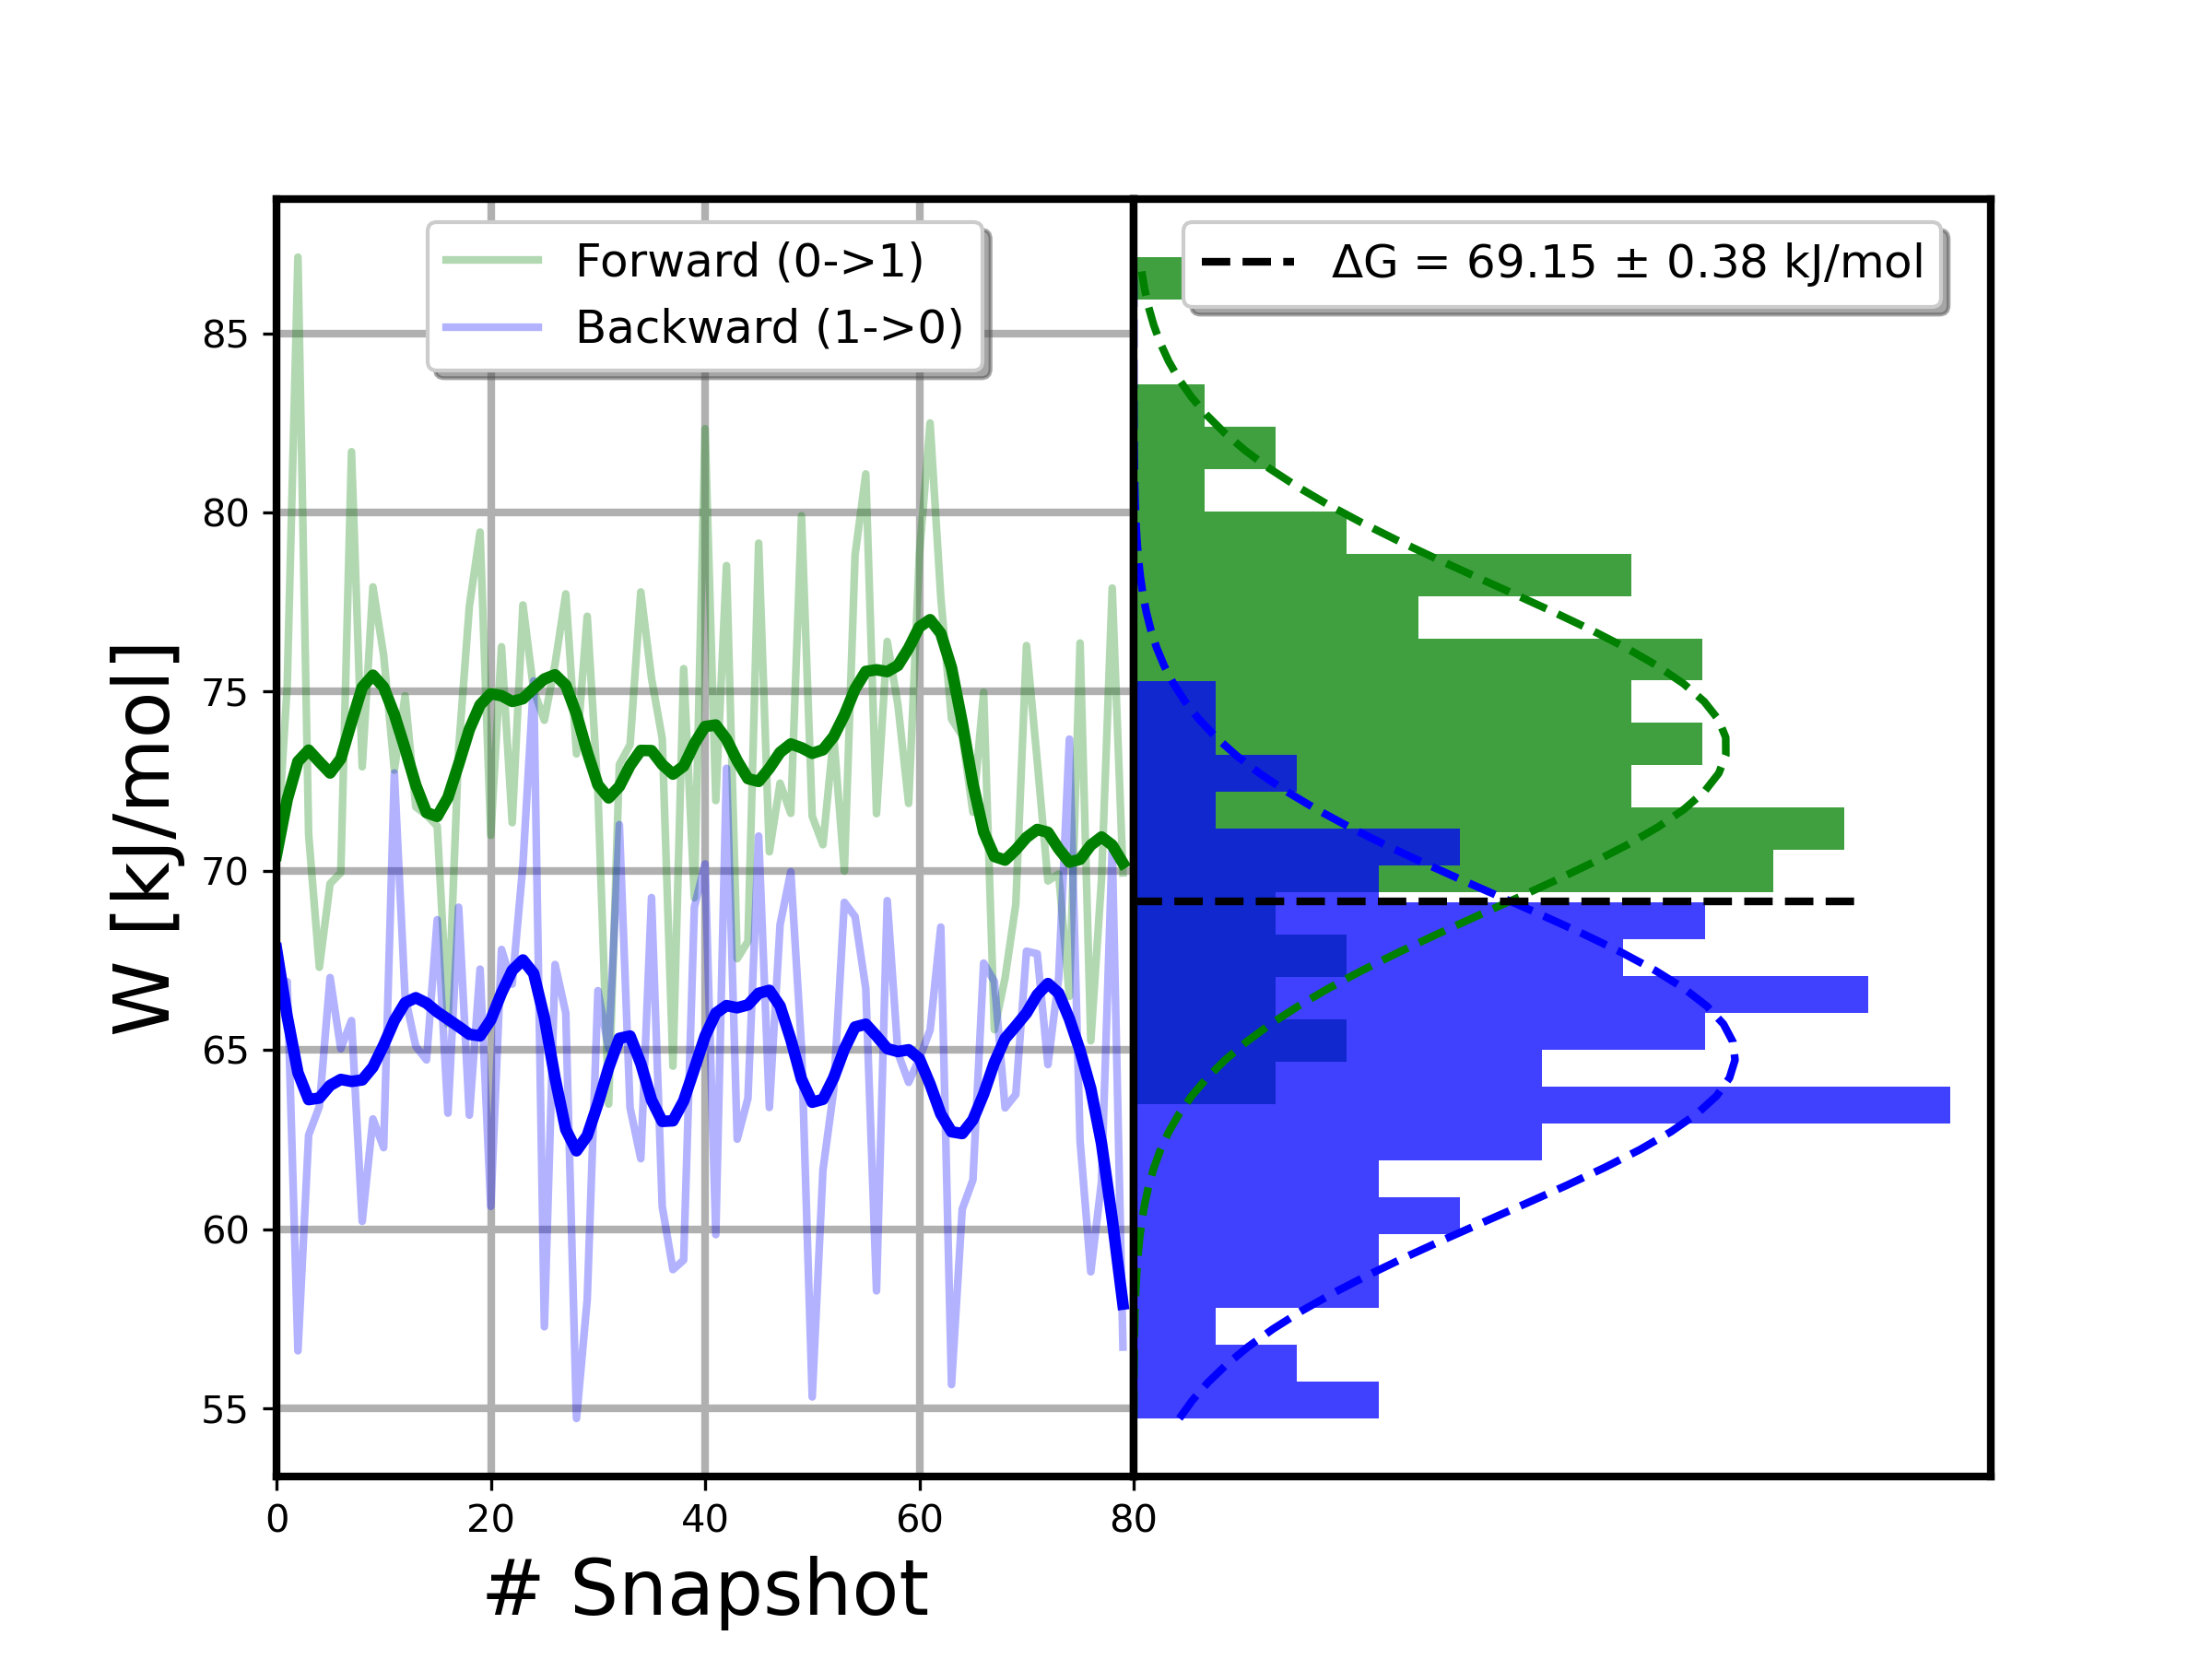 Forward (0->1)
Backward (1->0)
ΔG = 69.15 ± 0.38 kJ/mol
W [kJ/mol]
85
80
75
70
65
60
55
0 20 40 60 80
# Snapshot